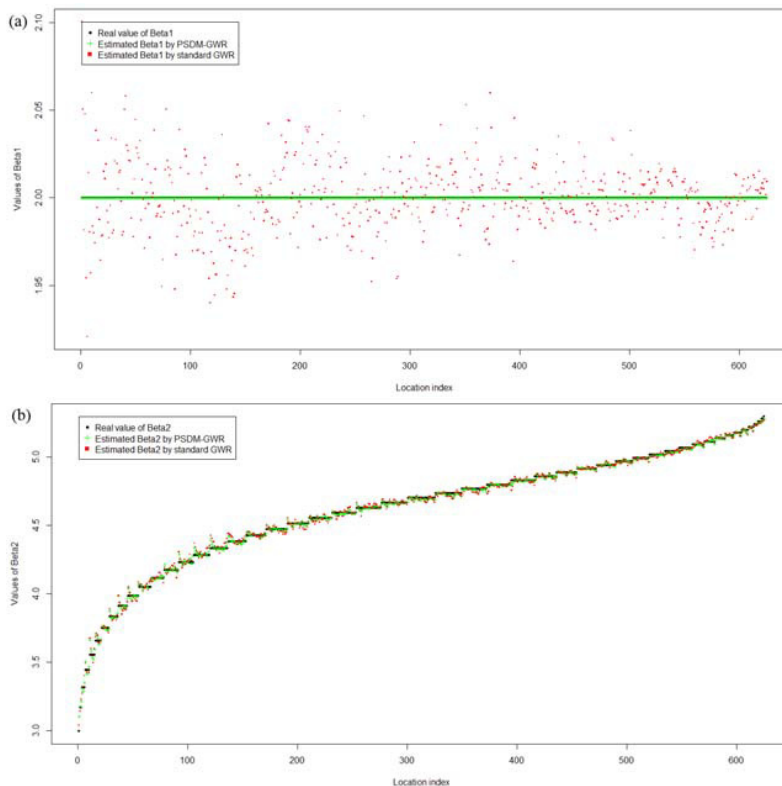 (a)
Real value of Beta1
Estimated Beta1 by PSDM-GWR
Estimated Beta1 by standard GWR
Values of Beta1
2.10
2.05
2.00
1.95
0 100 200 300 400 500 600
Location index
(b)
Real value of Beta2
Estimated Beta2 by PSDM-GWR
Estimated Beta2 by standard GWR
Values of Beta2
5.0
4.5
4.0
3.5
3.0
0 100 200 300 400 500 600
Location index